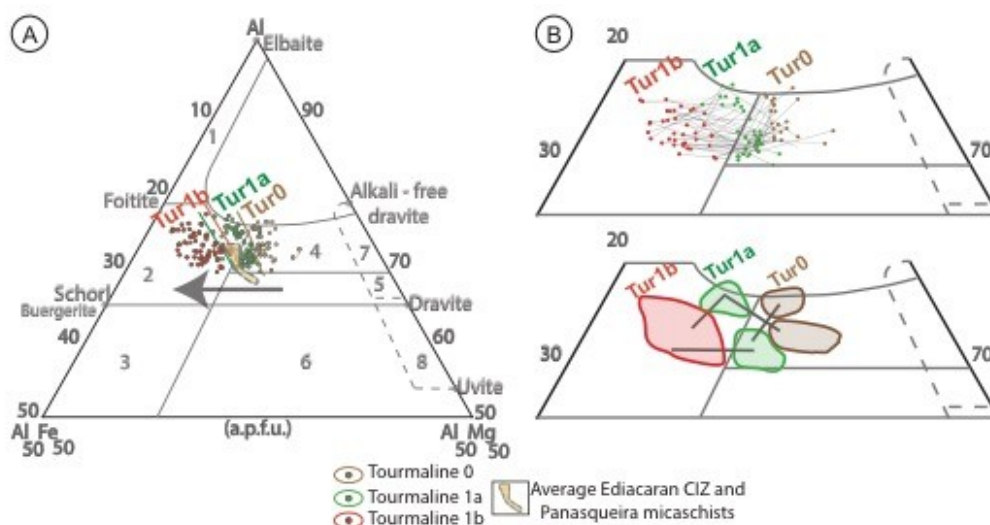 A
Al
Elbaite
10
90
1
20
Tur1b
Tur1a
Tur0
Foitite
Alkali - free
dravite
30
2
4
7
70
5
Schorl
Buergerite
Dravite
40
60
3
6
8
Uvite
50
50
Al Fe
50 50
(a.p.f.u.)
Al Mg
50 50
B
20
Tur1b
Tur1a
Tur0
30
70
20
Tur1b
Tur1a
Tur0
30
70
Tourmaline 0
Tourmaline 1a
Tourmaline 1b
Average Ediacaran CIZ and
Panasqueira micaschists